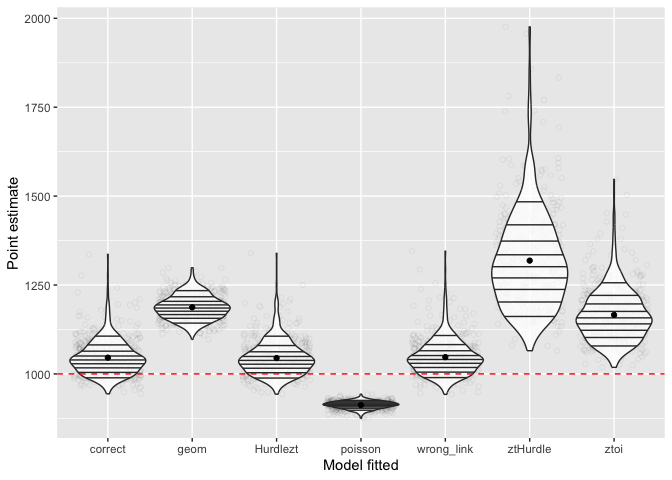 2000
1750
1500
1250
1000
Point estimate
correct geom Hurdlezt poisson wrong_link ztHurdle ztoi
Model fitted